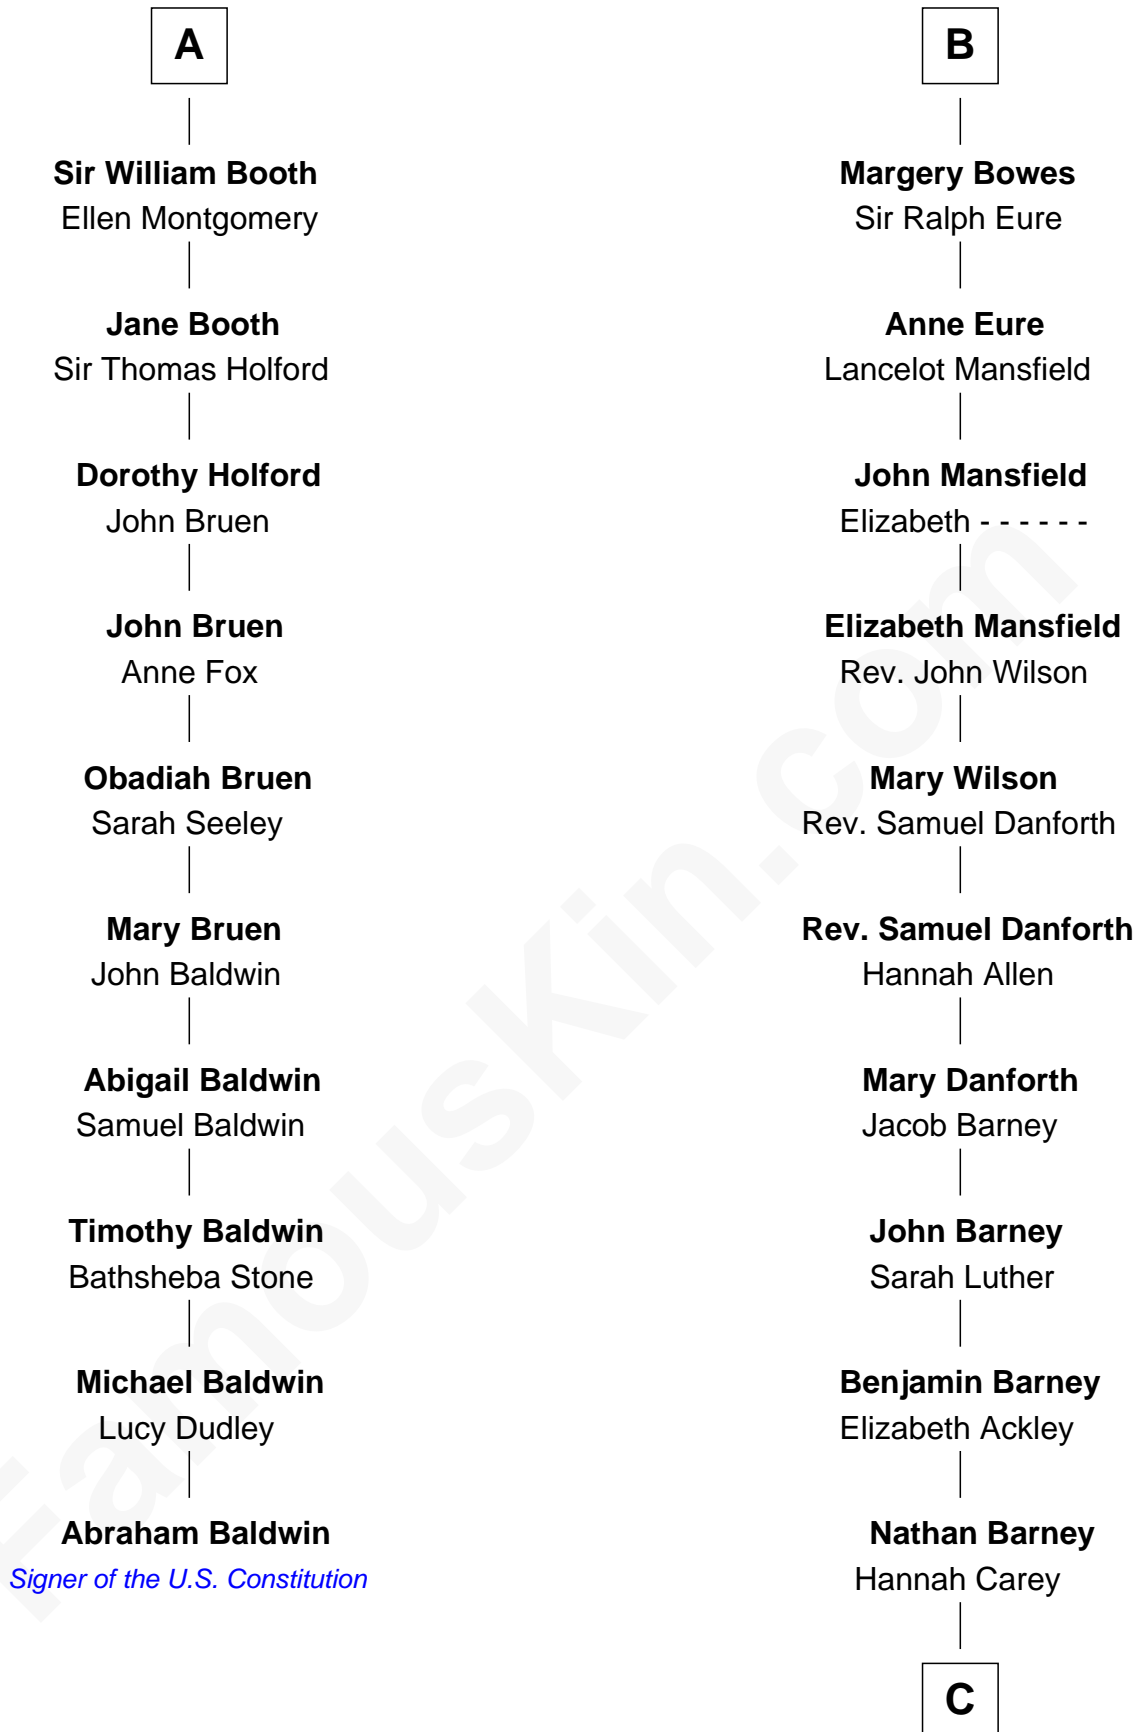 A
Sir William Booth
Ellen Montgomery
Jane Booth
Sir Thomas Holford
Dorothy Holford
John Bruen
John Bruen
Anne Fox
Obadiah Bruen
Sarah Seeley
Mary Bruen
John Baldwin
Abigail Baldwin
Samuel Baldwin
Timothy Baldwin
Bathsheba Stone
Michael Baldwin
Lucy Dudley
Abraham Baldwin
Signer of the U.S. Constitution
B
Margery Bowes
Sir Ralph Eure
Anne Eure
Lancelot Mansfield
John Mansfield
Elizabeth - - - - - -
Elizabeth Mansfield
Rev. John Wilson
Mary Wilson
Rev. Samuel Danforth
Rev. Samuel Danforth
Hannah Allen
Mary Danforth
Jacob Barney
John Barney
Sarah Luther
Benjamin Barney
Elizabeth Ackley
Nathan Barney
Hannah Carey
C
FamousKin.com